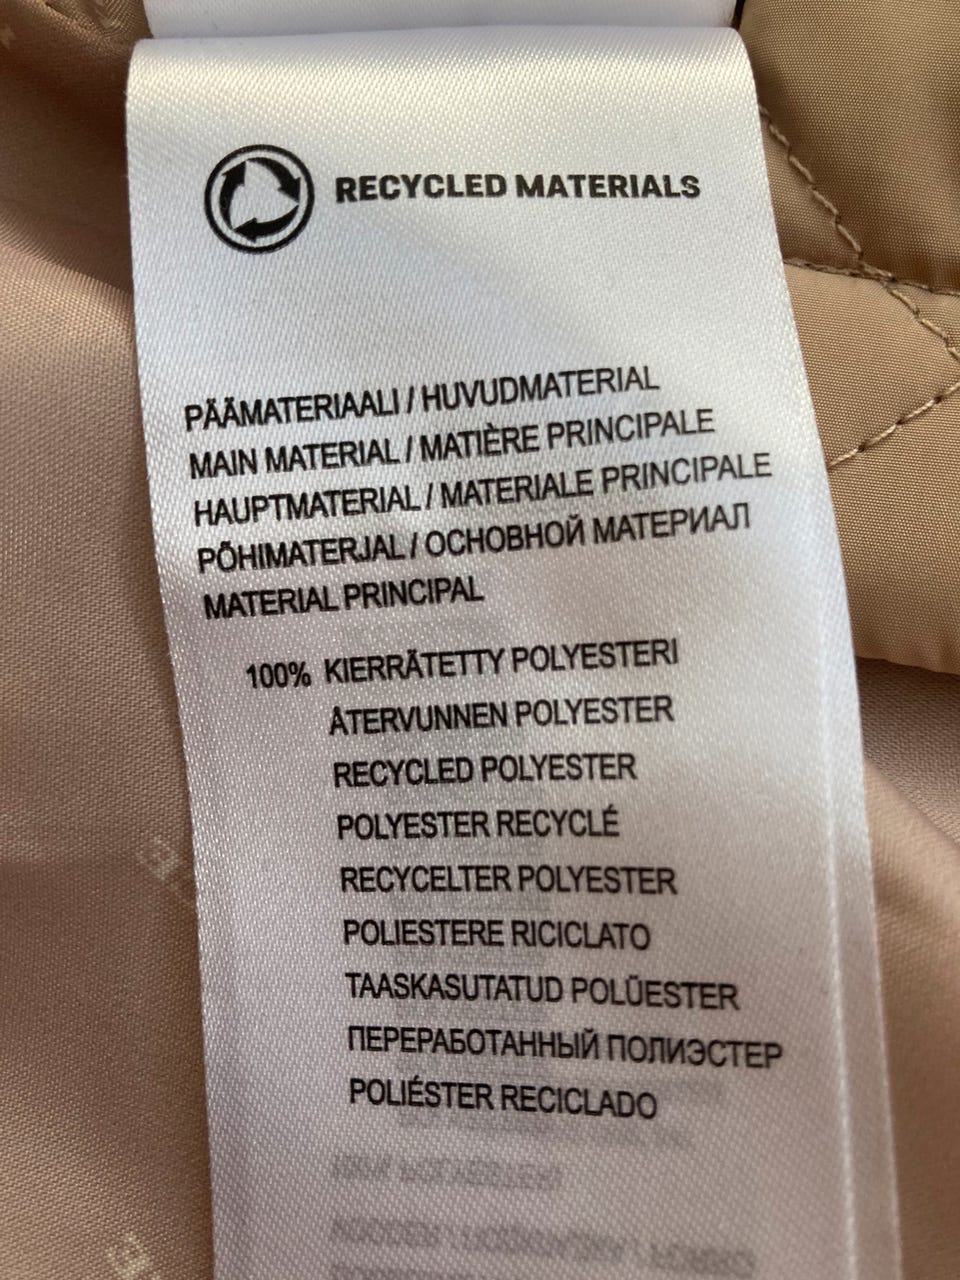 RECYCLED MATERIALS
PÄÄMATERIAALI / HUVUDMATERIAL
MAIN MATERIAL / MATIÈRE PRINCIPALE
HAUPTMATERIAL / MATERIALE PRINCIPALE
PÕHIMATERJAL / ОСНОВНОЙ МАТЕРИАЛ
MATERIAL PRINCIPAL
100% KIERRÄTETTY POLYESTERI
ÅTERVUNNEN POLYESTER
RECYCLED POLYESTER
POLYESTER RECYCLÉ
RECYCELTER POLYESTER
POLIESTERE RICICLATO
TAASKASUTATUD POLÜESTER
ПЕРЕРАБОТАННЫЙ ПОЛИЭСТЕР
POLIÉSTER RECICLADO